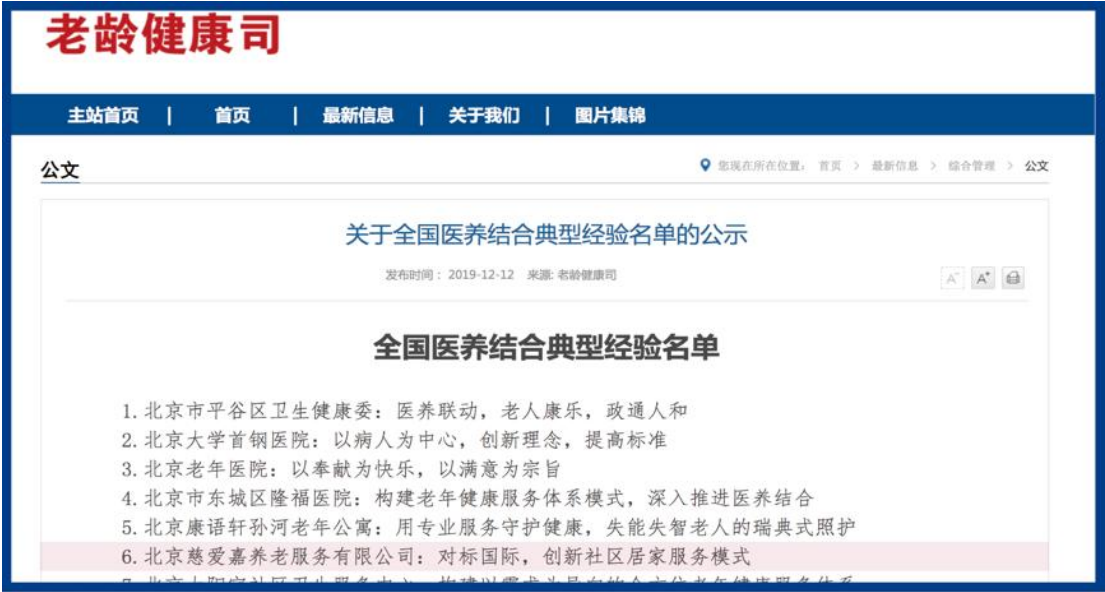 老龄健康司
主站首页 | 首页 | 最新信息 | 关于我们 | 图片集锦
公文
您现在所在位置： 首页 > 最新信息 > 综合管理 > 公文
关于全国医养结合典型经验名单的公示
发布时间： 2019-12-12 来源: 老龄健康司
A- A+
全国医养结合典型经验名单
1.北京市平谷区卫生健康委：医养联动，老人康乐，政通人和
2.北京大学首钢医院：以病人为中心，创新理念，提高标准
3.北京老年医院：以奉献为快乐，以满意为宗旨
4.北京市东城区隆福医院：构建老年健康服务体系模式，深入推进医养结合
5.北京康语轩孙河老年公寓：用专业服务守护健康，失能失智老人的瑞典式照护
6.北京慈爱嘉养老服务有限公司：对标国际，创新社区居家服务模式